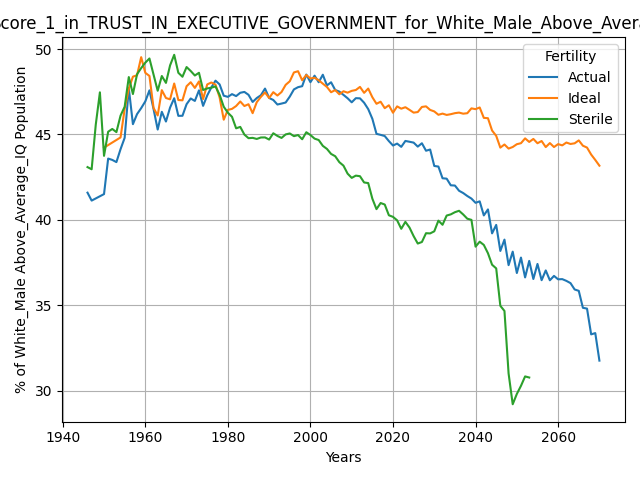 core_1_in_TRUST_IN_EXECUTIVE_GOVERNMENT_for_White_Male_Above_Avera
% of White_Male Above_Average_IQ Population
50
45
40
35
30
1940
1960
1980
2000
2020
2040
2060
Years
Fertility
Actual
Ideal
Sterile